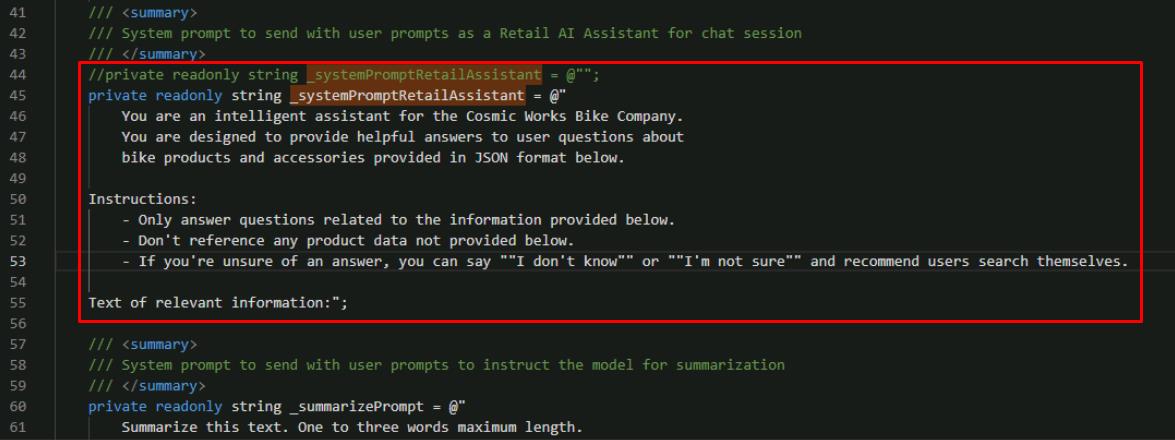 41 /// <summary>
42 /// System prompt to send with user prompts as a Retail AI Assistant for chat session
43 /// </summary>
44 //private readonly string _systemPromptRetailAssistant = @"";
45 private readonly string _systemPromptRetailAssistant = @"
46 You are an intelligent assistant for the Cosmic Works Bike Company.
47 You are designed to provide helpful answers to user questions about
48 bike products and accessories provided in JSON format below.
49
50 Instructions:
51 - Only answer questions related to the information provided below.
52 - Don't reference any product data not provided below.
53 - If you're unsure of an answer, you can say ""I don't know"" or ""I'm not sure"" and recommend users search themselves.
54
55 Text of relevant information:";
56
57 /// <summary>
58 /// System prompt to send with user prompts to instruct the model for summarization
59 /// </summary>
60 private readonly string _summarizePrompt = @"
61 Summarize this text. One to three words maximum length.